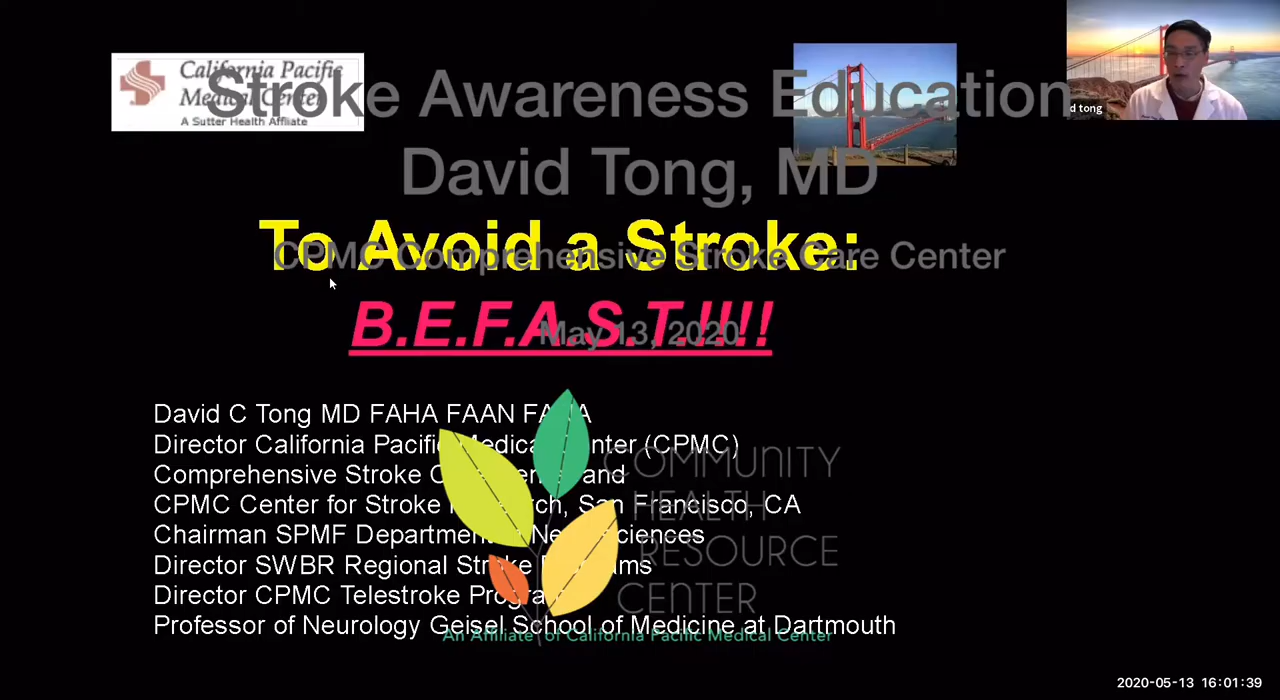 California Pacific
Medical Center
A Sutter Health Affiliate
Stroke Awareness Education
David Tong, MD
d tong
To Avoid a Stroke:
CPMC Comprehensive Stroke Care Center
B.E.F.A.S.T.!!!!
May 13, 2020
David C Tong MD FAHA FAAN FANA
Director California Pacific Medical Center (CPMC)
Comprehensive Stroke Care Center and
CPMC Center for Stroke Research, San Francisco, CA
Chairman SPMF Department of Neurosciences
Director SWBR Regional Stroke Programs
Director CPMC Telestroke Program
Professor of Neurology Geisel School of Medicine at Dartmouth
COMMUNITY
HEALTH
RESOURCE
CENTER
An Affiliate of California Pacific Medical Center
2020-05-13 16:01:39